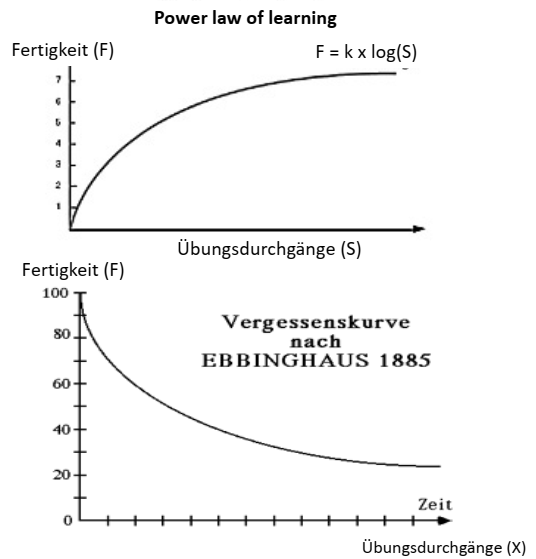 Power law of learning
Fertigkeit (F)
F = k x log(S)
7
6
5
4
3
2
1
Übungsdurchgänge (S)
Fertigkeit (F)
100
80
60
40
20
0
Vergessenskurve
nach
EBBINGHAUS 1885
Zeit
Übungsdurchgänge (X)